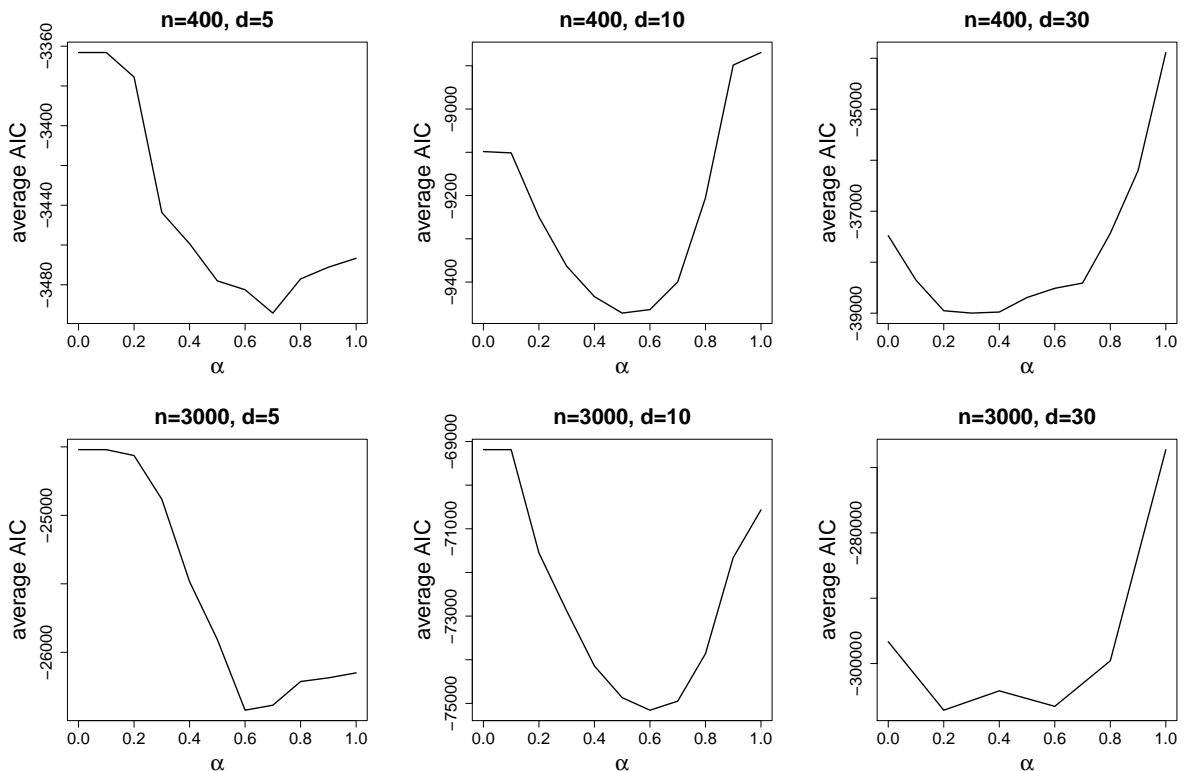 n=400, d=5
average AIC
−3360
−3400
−3440
−3480
0.0 0.2 0.4 0.6 0.8 1.0
α
n=400, d=10
average AIC
−9000
−9200
−9400
0.0 0.2 0.4 0.6 0.8 1.0
α
n=400, d=30
average AIC
−35000
−37000
−39000
0.0 0.2 0.4 0.6 0.8 1.0
α
n=3000, d=5
average AIC
−25000
−26000
0.0 0.2 0.4 0.6 0.8 1.0
α
n=3000, d=10
average AIC
−69000
−71000
−73000
−75000
0.0 0.2 0.4 0.6 0.8 1.0
α
n=3000, d=30
average AIC
−280000
−300000
0.0 0.2 0.4 0.6 0.8 1.0
α